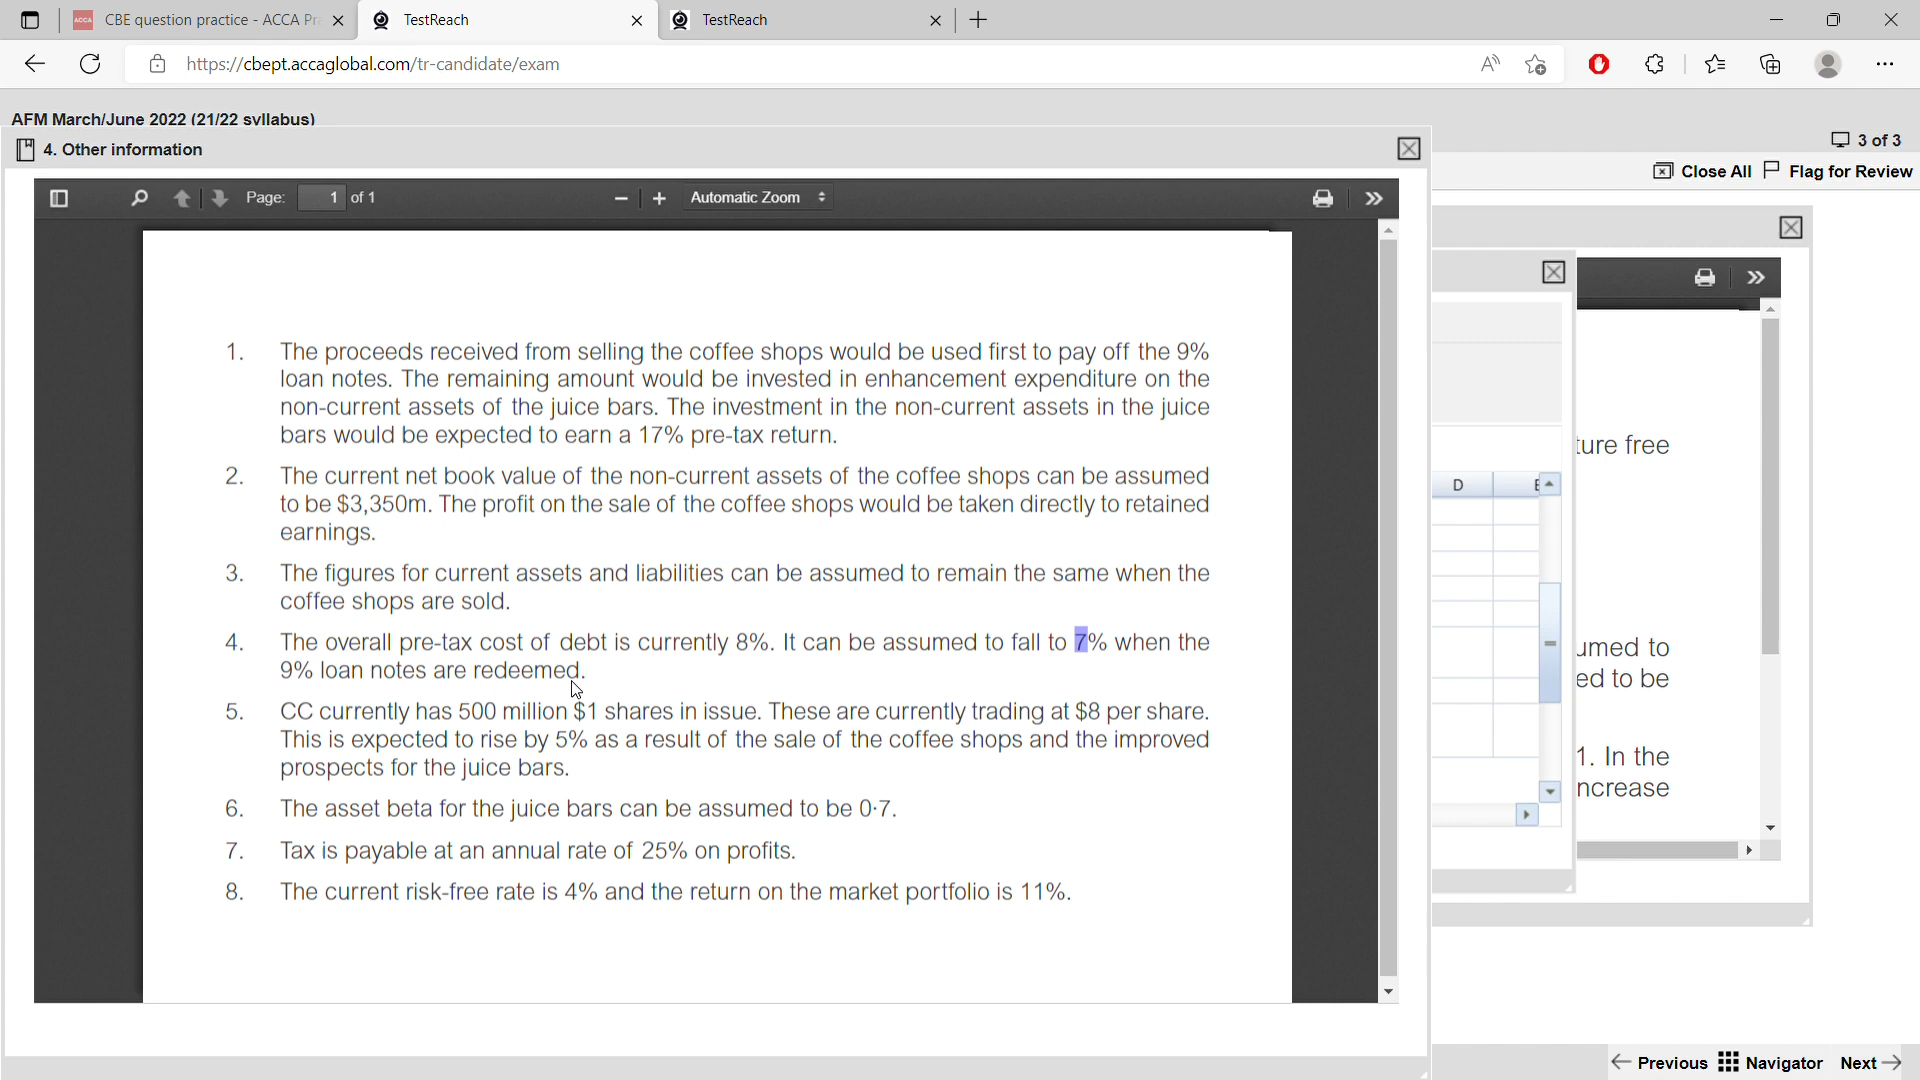 CBE question practice - ACCA Pr
TestReach
TestReach
https://cbept.accaglobal.com/tr-candidate/exam
AFM March/June 2022 (21/22 syllabus)
3 of 3
4. Other information
Close All
Flag for Review
Page: 1 of 1
Automatic Zoom
1. The proceeds received from selling the coffee shops would be used first to pay off the 9%
loan notes. The remaining amount would be invested in enhancement expenditure on the
non-current assets of the juice bars. The investment in the non-current assets in the juice
bars would be expected to earn a 17% pre-tax return.
2. The current net book value of the non-current assets of the coffee shops can be assumed
to be $3,350m. The profit on the sale of the coffee shops would be taken directly to retained
earnings.
3. The figures for current assets and liabilities can be assumed to remain the same when the
coffee shops are sold.
4. The overall pre-tax cost of debt is currently 8%. It can be assumed to fall to 7% when the
9% loan notes are redeemed.
5. CC currently has 500 million $1 shares in issue. These are currently trading at $8 per share.
This is expected to rise by 5% as a result of the sale of the coffee shops and the improved
prospects for the juice bars.
6. The asset beta for the juice bars can be assumed to be 0·7.
7. Tax is payable at an annual rate of 25% on profits.
8. The current risk-free rate is 4% and the return on the market portfolio is 11%.
ture free
D
E
umed to
ed to be
1. In the
ncrease
Previous
Navigator
Next